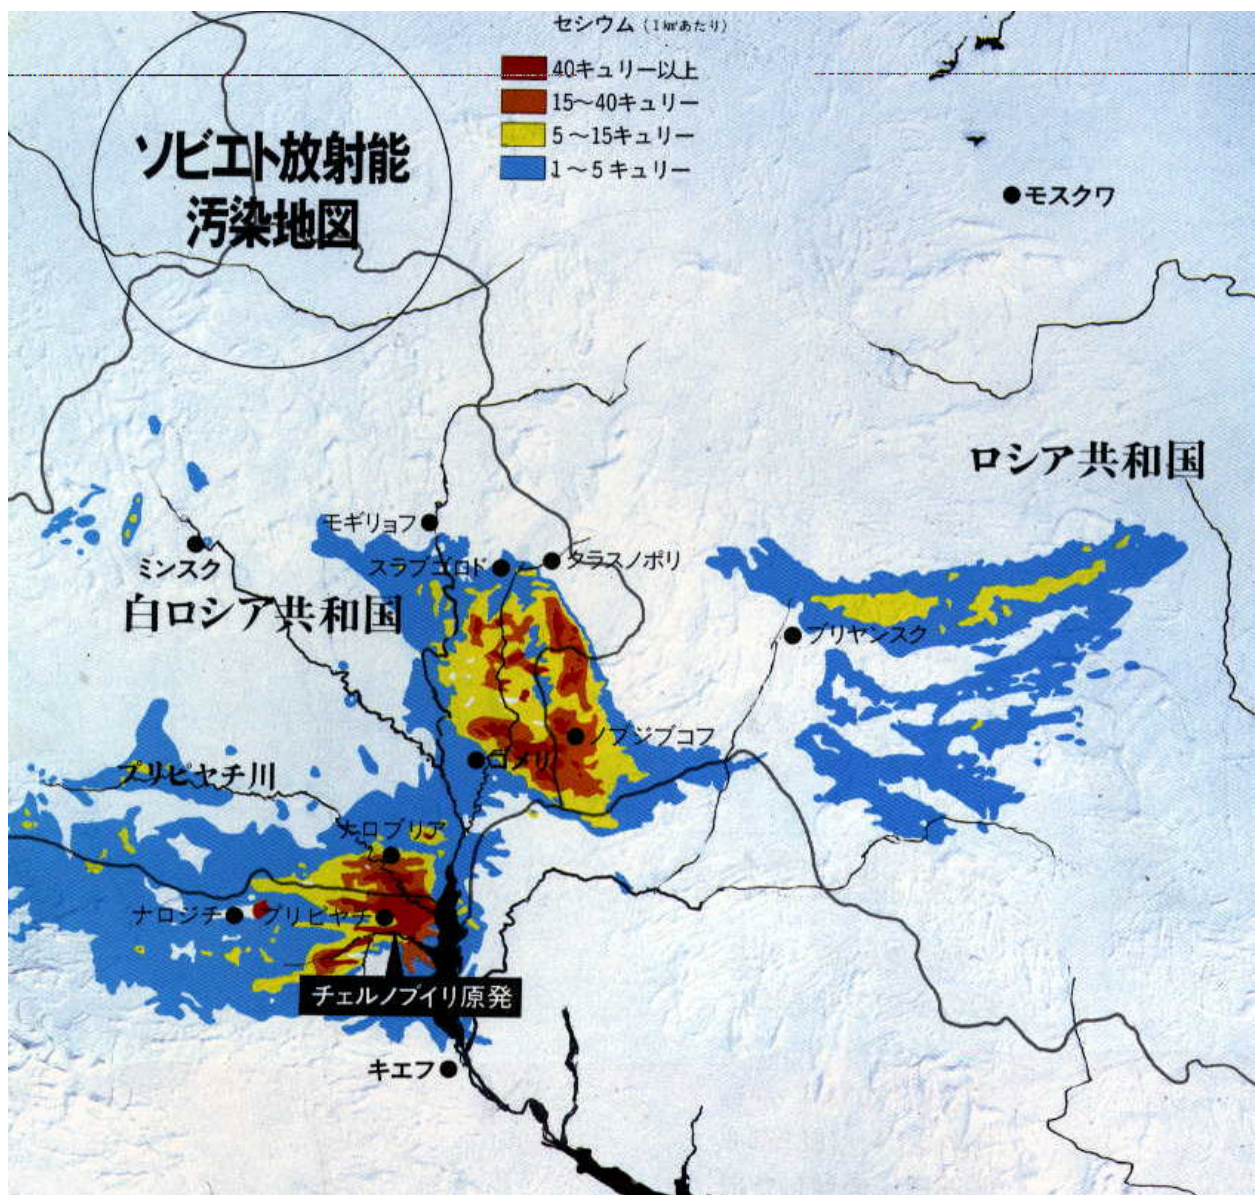 セシウム（1㎢あたり）
40キュリー以上
15〜40キュリー
5〜15キュリー
1〜5キュリー
ソビエト放射能
汚染地図
モスクワ
ロシア共和国
モギリョフ
ミンスク
スラブゴロド
タラスノポリ
白ロシア共和国
ブリヤンスク
ノブジブコフ
ゴメリ
プリピャチ川
ナロブリア
ナロジチ
プリピャチ
チェルノブイリ原発
キエフ